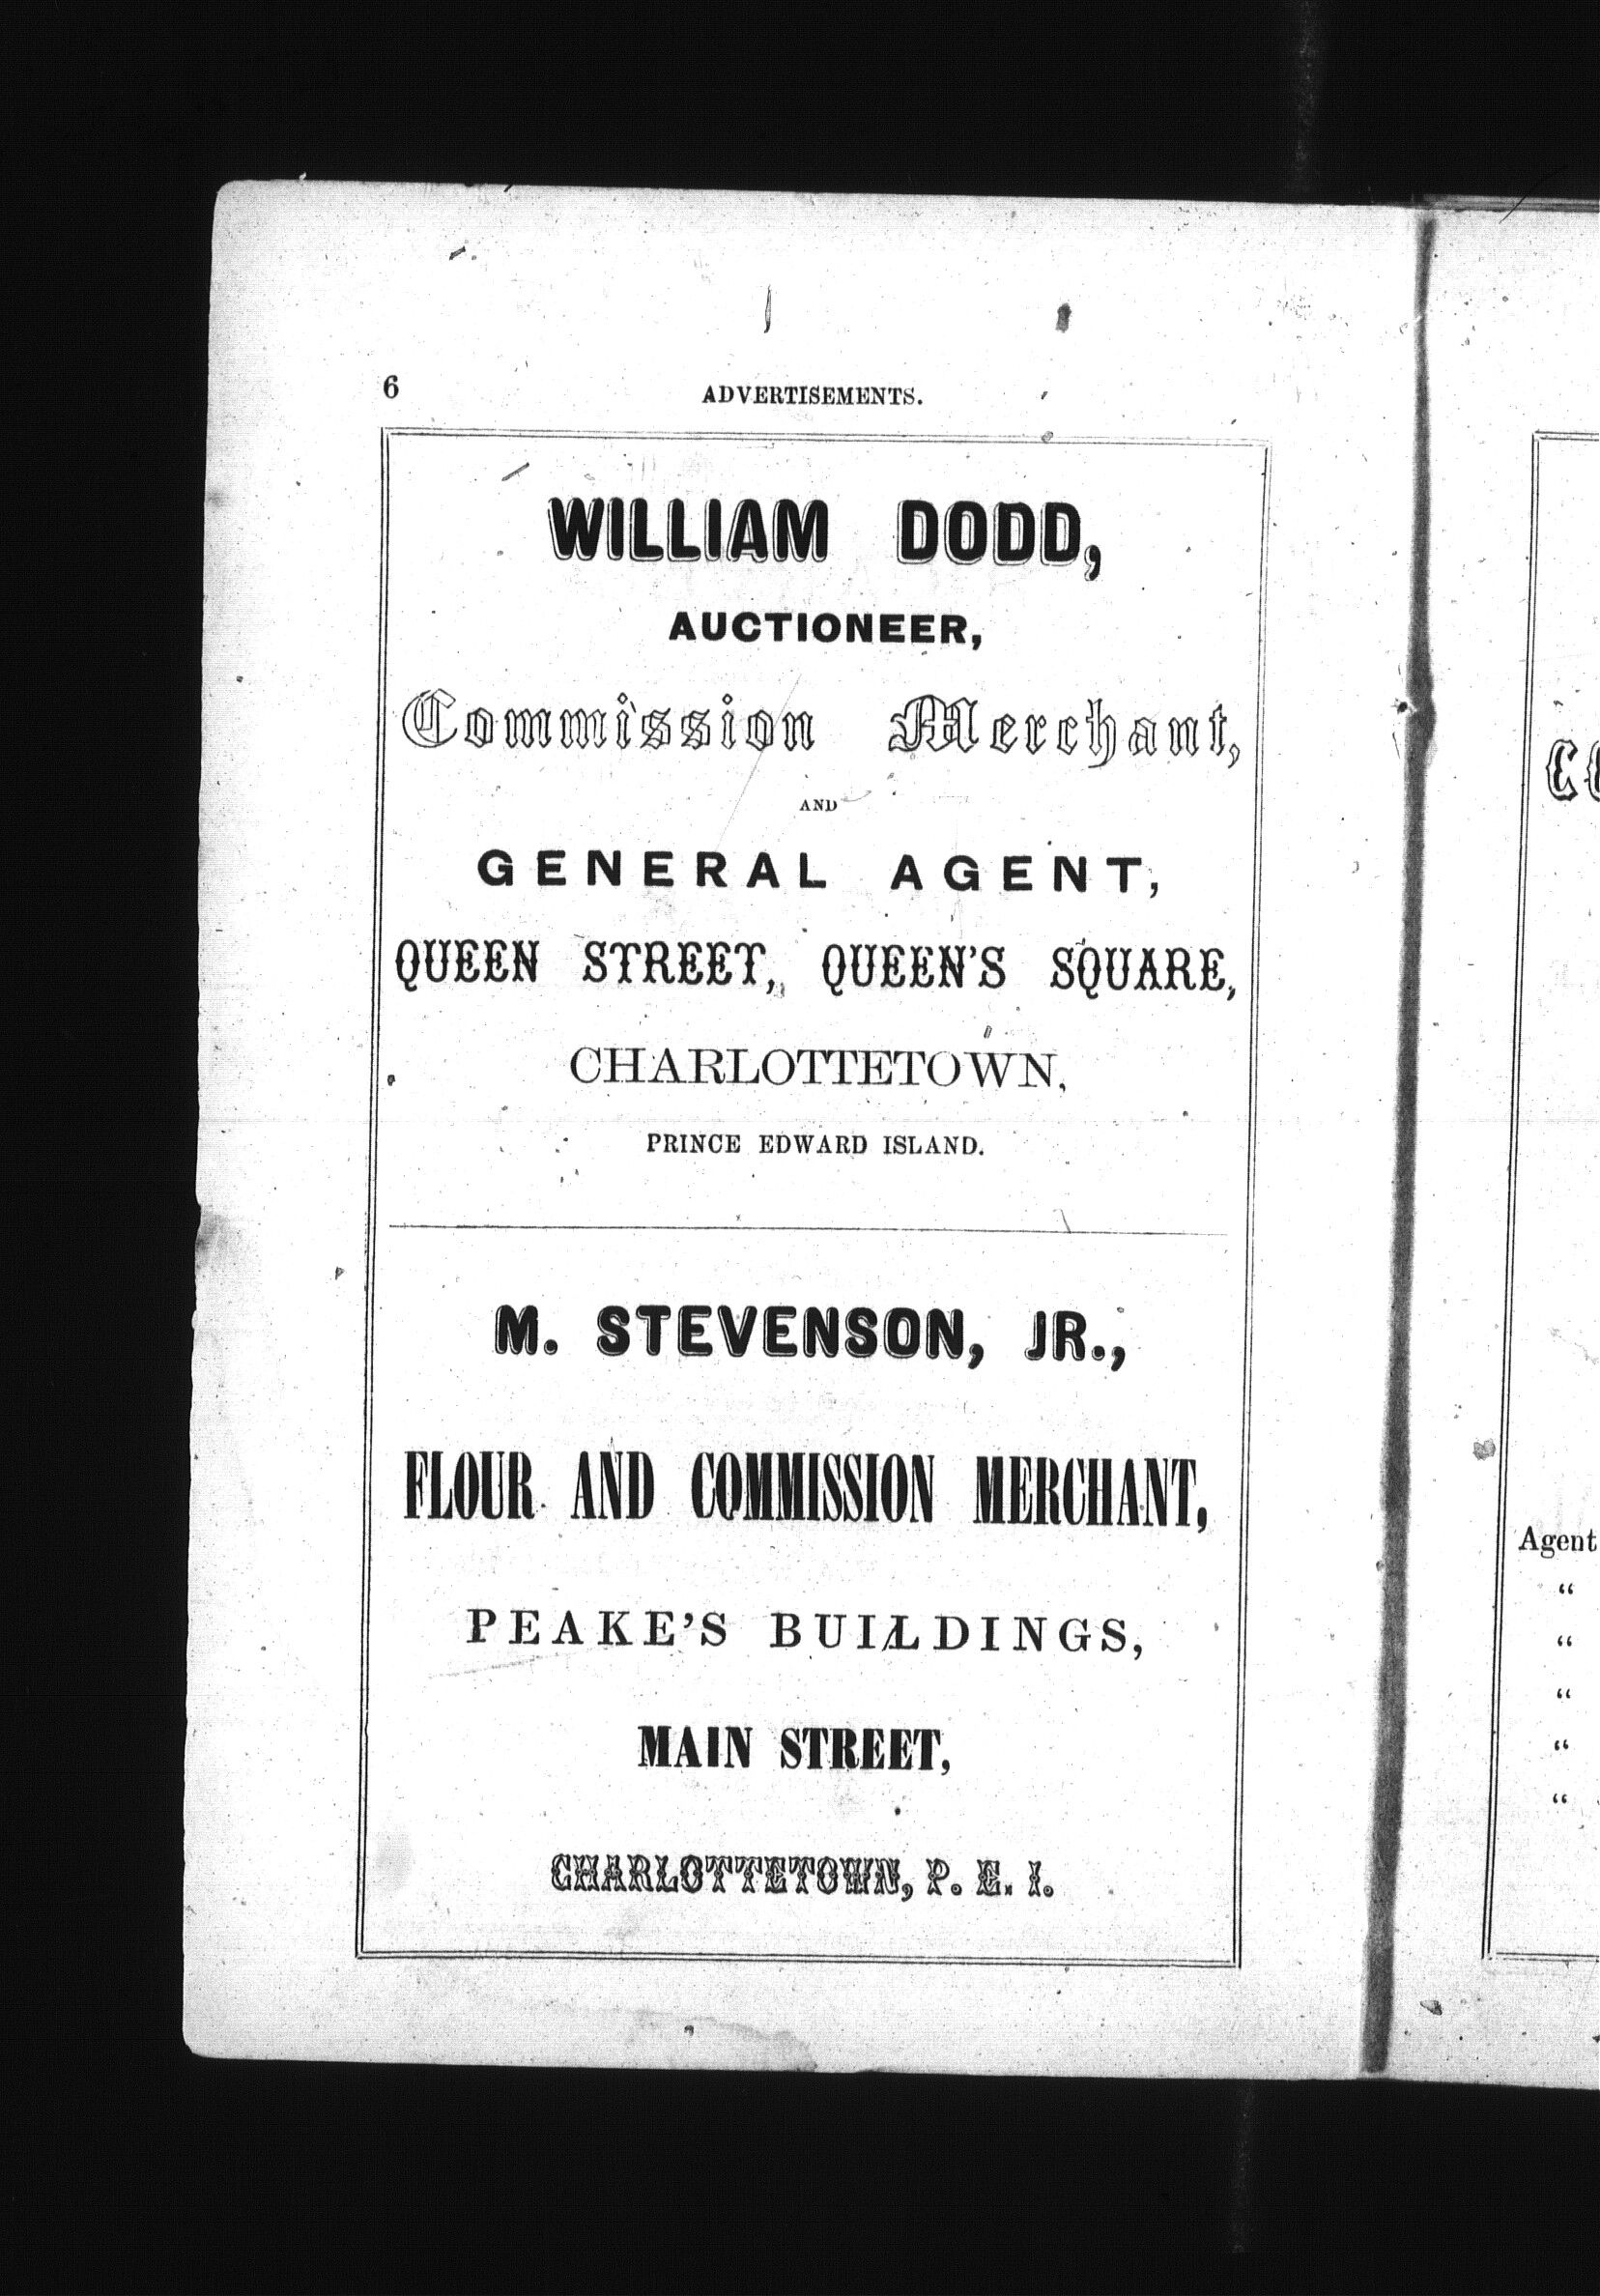 6 ADVERTISEMENTS.
WILLIAM DODD,
AUCTIONEER,
Commission Merchant,
AND
GENERAL AGENT,
QUEEN STREET, QUEEN'S SQUARE,
CHARLOTTETOWN,
PRINCE EDWARD ISLAND.
M. STEVENSON, JR.,
FLOUR AND COMMISSION MERCHANT,
PEAKE'S BUILDINGS,
MAIN STREET,
CHARLOTTETOWN, P. E. I.
Agent
"
"
"
"
"